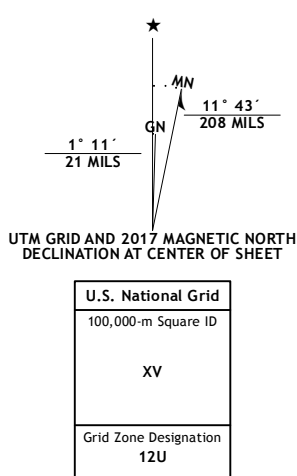 MN
11° 43´
208 MILS
GN
1° 11´
21 MILS
UTM GRID AND 2017 MAGNETIC NORTH
DECLINATION AT CENTER OF SHEET
U.S. National Grid
100,000-m Square ID
XV
Grid Zone Designation
12U